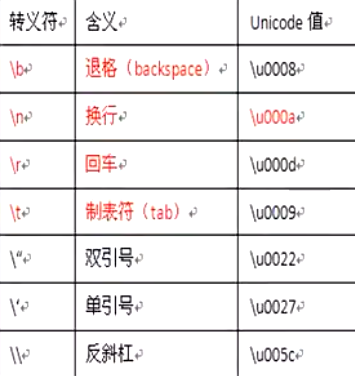 转义符 含义 Unicode 值
\b 退格（backspace） \u0008
\n 换行 \u000a
\r 回车 \u000d
\t 制表符（tab） \u0009
\“ 双引号 \u0022
\‘ 单引号 \u0027
\\ 反斜杠 \u005c